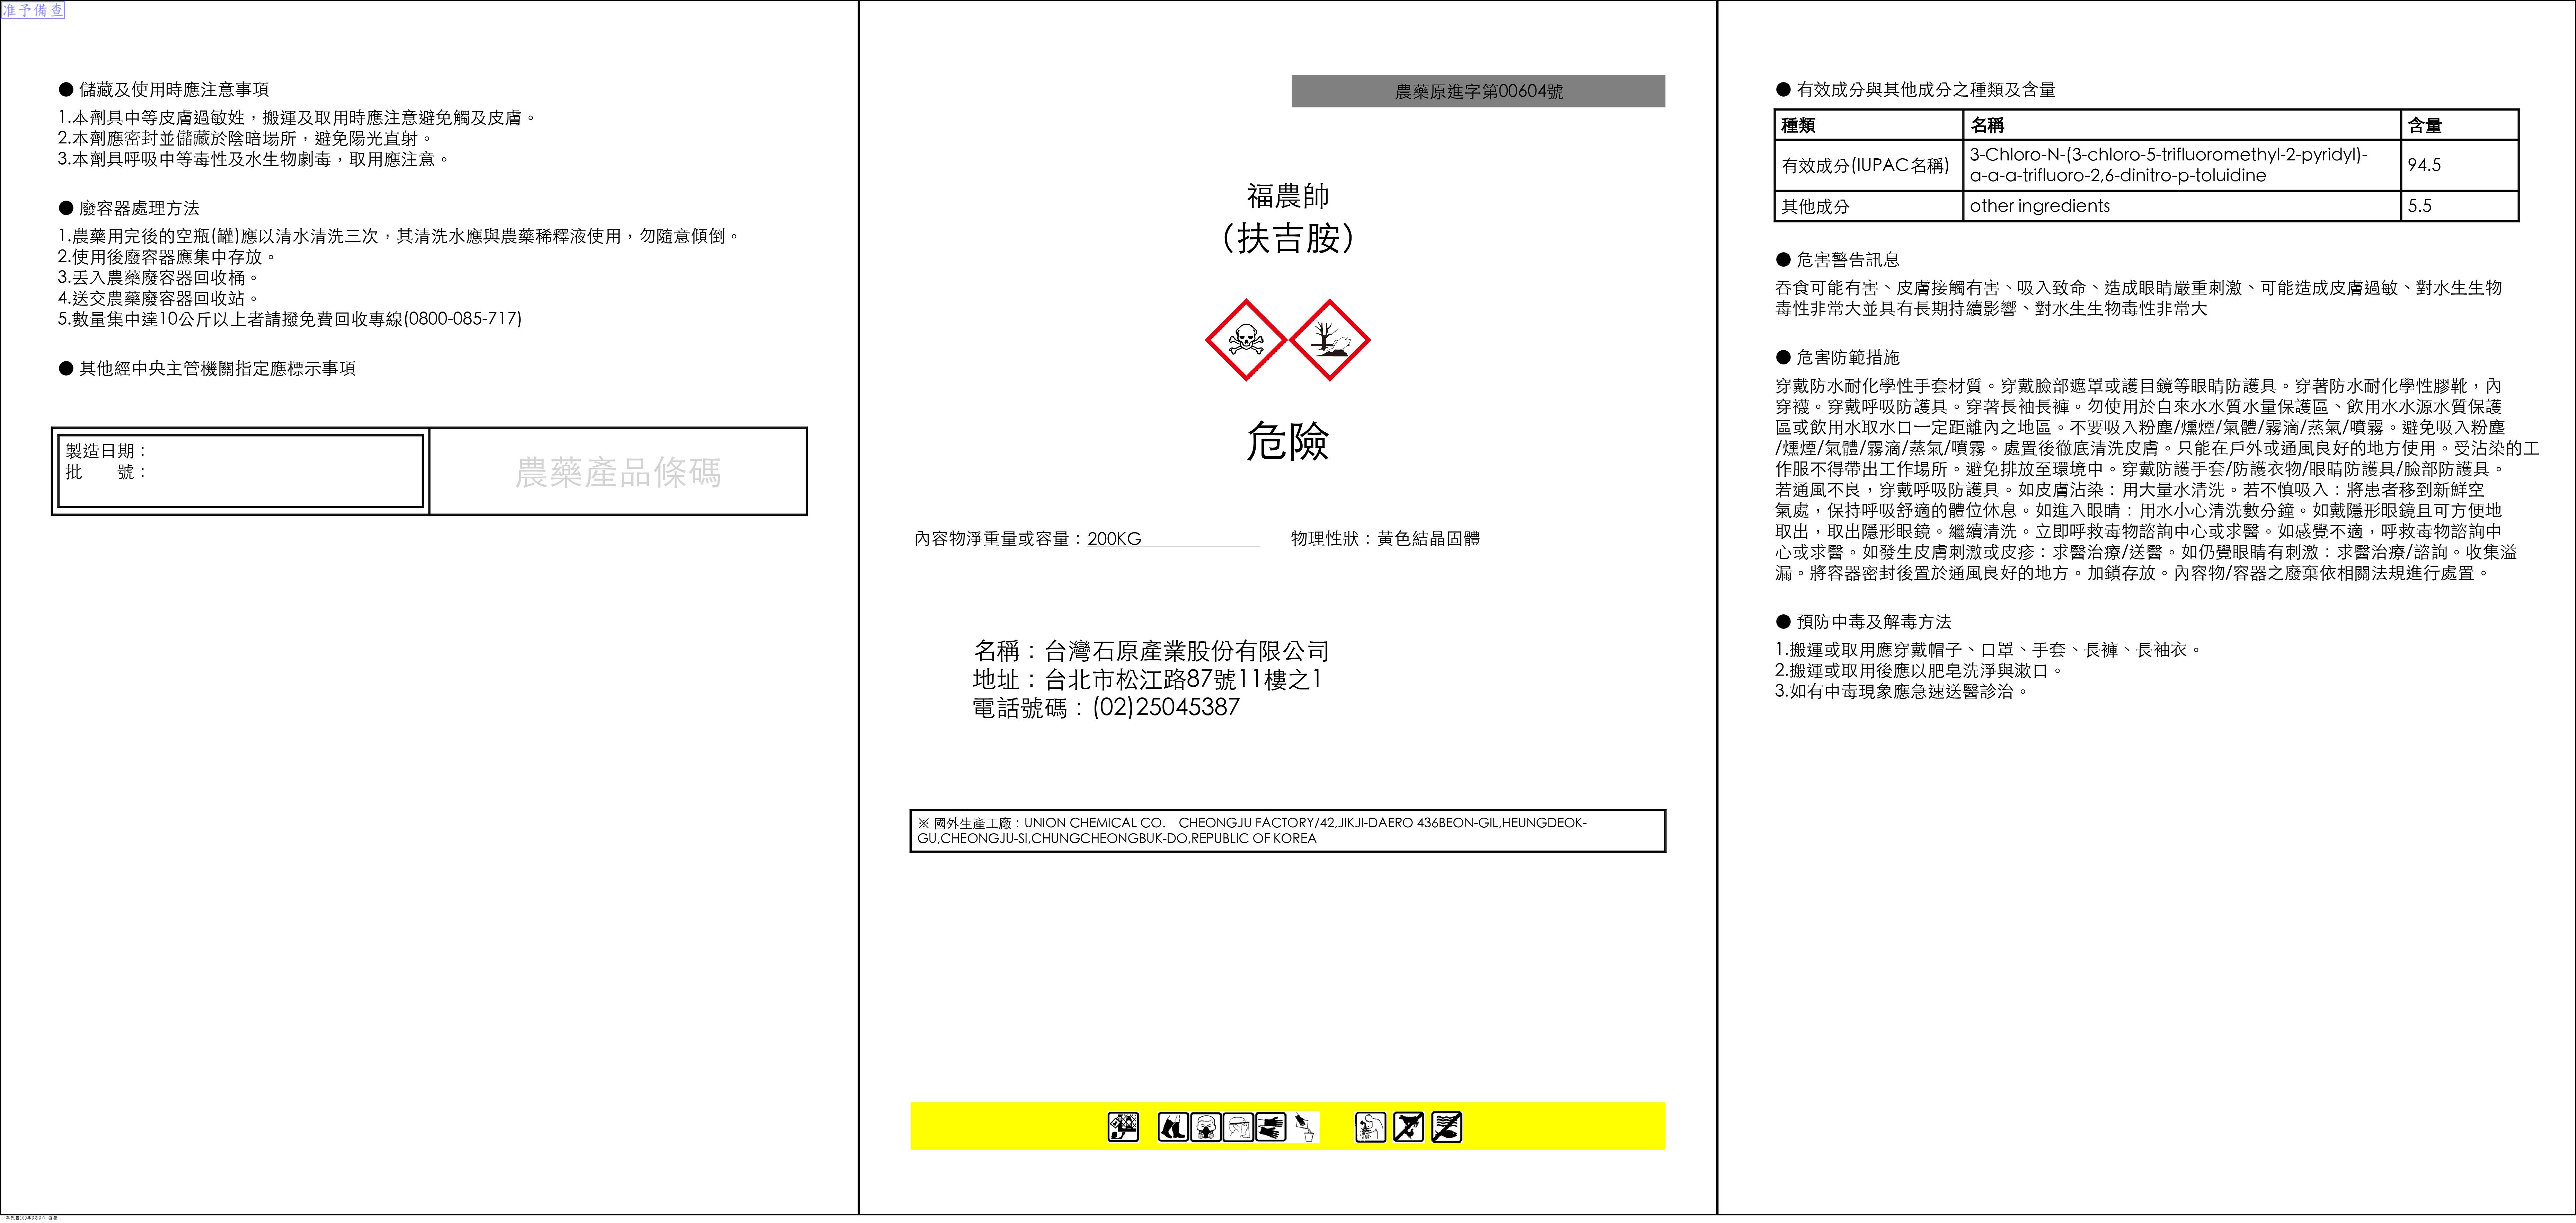 准予備查
● 儲藏及使用時應注意事項
1.本劑具中等皮膚過敏姓，搬運及取用時應注意避免觸及皮膚。
2.本劑應密封並儲藏於陰暗場所，避免陽光直射。
3.本劑具呼吸中等毒性及水生物劇毒，取用應注意。
● 廢容器處理方法
1.農藥用完後的空瓶(罐)應以清水清洗三次，其清洗水應與農藥稀釋液使用，勿隨意傾倒。
2.使用後廢容器應集中存放。
3.丟入農藥廢容器回收桶。
4.送交農藥廢容器回收站。
5.數量集中達10公斤以上者請撥免費回收專線(0800-085-717)
● 其他經中央主管機關指定應標示事項
製造日期：
批　　號：
農藥產品條碼
農藥原進字第00604號
福農帥
（扶吉胺）
危險
內容物淨重量或容量：200KG　物理性狀：黃色結晶固體
名稱：台灣石原產業股份有限公司
地址：台北市松江路87號11樓之1
電話號碼：(02)25045387
※ 國外生產工廠：UNION CHEMICAL CO.　CHEONGJU FACTORY/42,JIKJI-DAERO 436BEON-GIL,HEUNGDEOK-
GU,CHEONGJU-SI,CHUNGCHEONGBUK-DO,REPUBLIC OF KOREA
● 有效成分與其他成分之種類及含量
種類　名稱　含量
有效成分(IUPAC名稱)　3-Chloro-N-(3-chloro-5-trifluoromethyl-2-pyridyl)-
a-a-a-trifluoro-2,6-dinitro-p-toluidine　94.5
其他成分　other ingredients　5.5
● 危害警告訊息
吞食可能有害、皮膚接觸有害、吸入致命、造成眼睛嚴重刺激、可能造成皮膚過敏、對水生生物
毒性非常大並具有長期持續影響、對水生生物毒性非常大
● 危害防範措施
穿戴防水耐化學性手套材質。穿戴臉部遮罩或護目鏡等眼睛防護具。穿著防水耐化學性膠靴，內
穿襪。穿戴呼吸防護具。穿著長袖長褲。勿使用於自來水水質水量保護區、飲用水水源水質保護
區或飲用水取水口一定距離內之地區。不要吸入粉塵/燻煙/氣體/霧滴/蒸氣/噴霧。避免吸入粉塵
/燻煙/氣體/霧滴/蒸氣/噴霧。處置後徹底清洗皮膚。只能在戶外或通風良好的地方使用。受沾染的工
作服不得帶出工作場所。避免排放至環境中。穿戴防護手套/防護衣物/眼睛防護具/臉部防護具。
若通風不良，穿戴呼吸防護具。如皮膚沾染：用大量水清洗。若不慎吸入：將患者移到新鮮空
氣處，保持呼吸舒適的體位休息。如進入眼睛：用水小心清洗數分鐘。如戴隱形眼鏡且可方便地
取出，取出隱形眼鏡。繼續清洗。立即呼救毒物諮詢中心或求醫。如感覺不適，呼救毒物諮詢中
心或求醫。如發生皮膚刺激或皮疹：求醫治療/送醫。如仍覺眼睛有刺激：求醫治療/諮詢。收集溢
漏。將容器密封後置於通風良好的地方。加鎖存放。內容物/容器之廢棄依相關法規進行處置。
● 預防中毒及解毒方法
1.搬運或取用應穿戴帽子、口罩、手套、長褲、長袖衣。
2.搬運或取用後應以肥皂洗淨與漱口。
3.如有中毒現象應急速送醫診治。